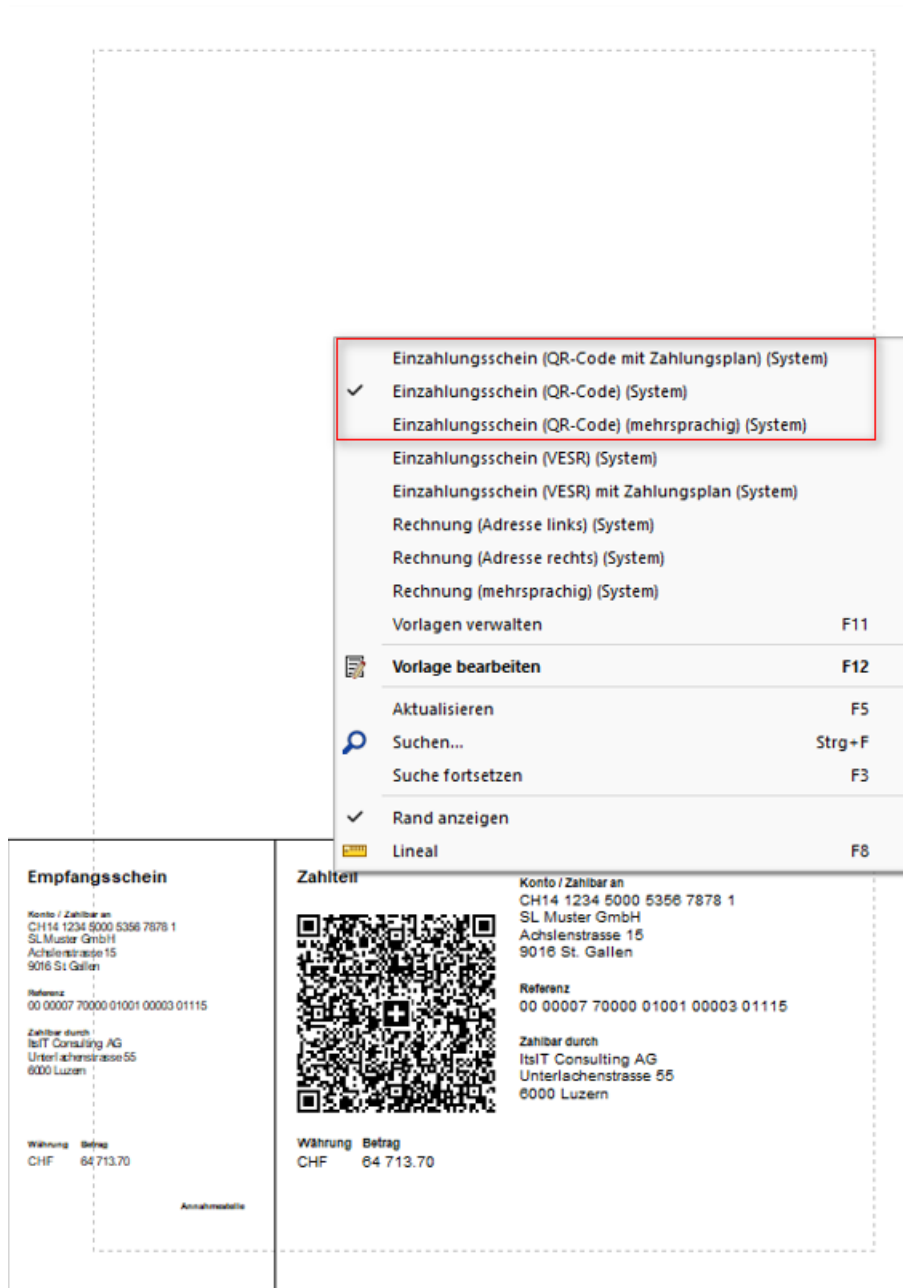 Einzahlungsschein (QR-Code mit Zahlungsplan) (System)
Einzahlungsschein (QR-Code) (System)
Einzahlungsschein (QR-Code) (mehrsprachig) (System)
Einzahlungsschein (VESR) (System)
Einzahlungsschein (VESR) mit Zahlungsplan (System)
Rechnung (Adresse links) (System)
Rechnung (Adresse rechts) (System)
Rechnung (mehrsprachig) (System)
Vorlagen verwalten F11
Vorlage bearbeiten F12
Aktualisieren F5
Suchen... Strg+F
Suche fortsetzen F3
Rand anzeigen
Lineal F8
Empfangsschein
Konto / Zahlbar an
CH14 1234 5000 5356 7878 1
SL Muster GmbH
Achslenstrasse 15
9016 St. Gallen
Referenz
00 00007 70000 01001 00003 01115
Zahlbar durch
ItsIT Consulting AG
Unterlachenstrasse 55
6000 Luzern
Währung Betrag
CHF 64 713.70
Annahmestelle
Zahlteil
Währung Betrag
CHF 64 713.70
Konto / Zahlbar an
CH14 1234 5000 5356 7878 1
SL Muster GmbH
Achslenstrasse 15
9016 St. Gallen
Referenz
00 00007 70000 01001 00003 01115
Zahlbar durch
ItsIT Consulting AG
Unterlachenstrasse 55
6000 Luzern